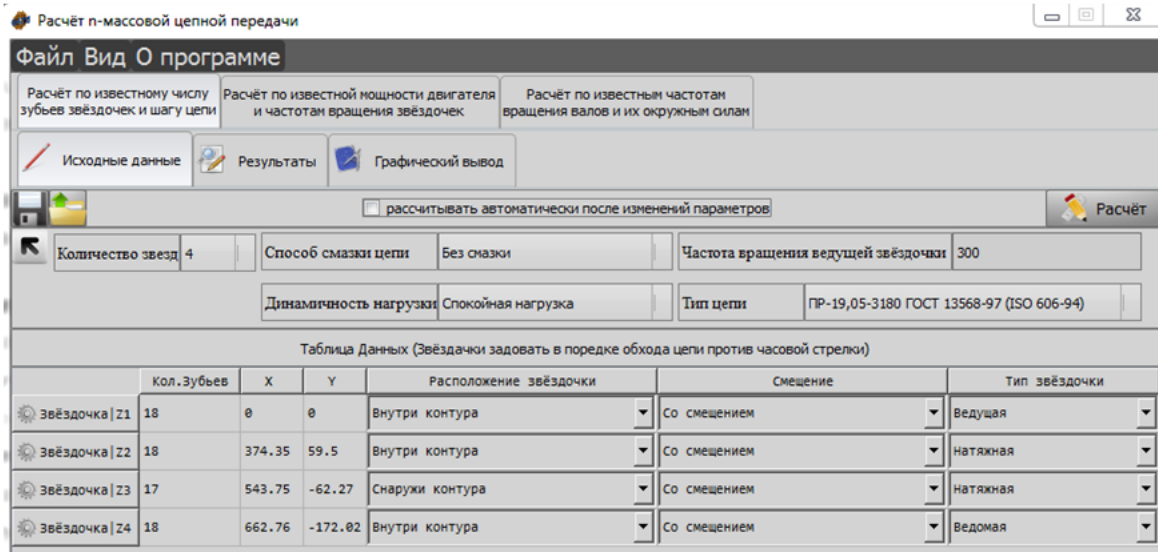 Расчёт n-массовой цепной передачи
Файл Вид О программе
Расчёт по известному числу зубьев звёздочек и шагу цепи
Расчёт по известной мощности двигателя и частотам вращения звёздочек
Расчёт по известным частотам вращения валов и их окружным силам
Исходные данные Результаты Графический вывод
рассчитывать автоматически после изменений параметров Расчёт
Количество звезд 4 Способ смазки цепи Без смазки Частота вращения ведущей звёздочки 300
Динамичность нагрузки Спокойная нагрузка Тип цепи ПР-19,05-3180 ГОСТ 13568-97 (ISO 606-94)
Таблица Данных (Звёздачки задовать в поредке обхода цепи против часовой стрелки)
Кол.Зубьев X Y Расположение звёздочки Смещение Тип звёздочки
Звёздочка|Z1 18 0 0 Внутри контура Со смещением Ведущая
Звёздочка|Z2 18 374.35 59.5 Внутри контура Со смещением Натяжная
Звёздочка|Z3 17 543.75 -62.27 Снаружи контура Со смещением Натяжная
Звёздочка|Z4 18 662.76 -172.02 Внутри контура Со смещением Ведомая